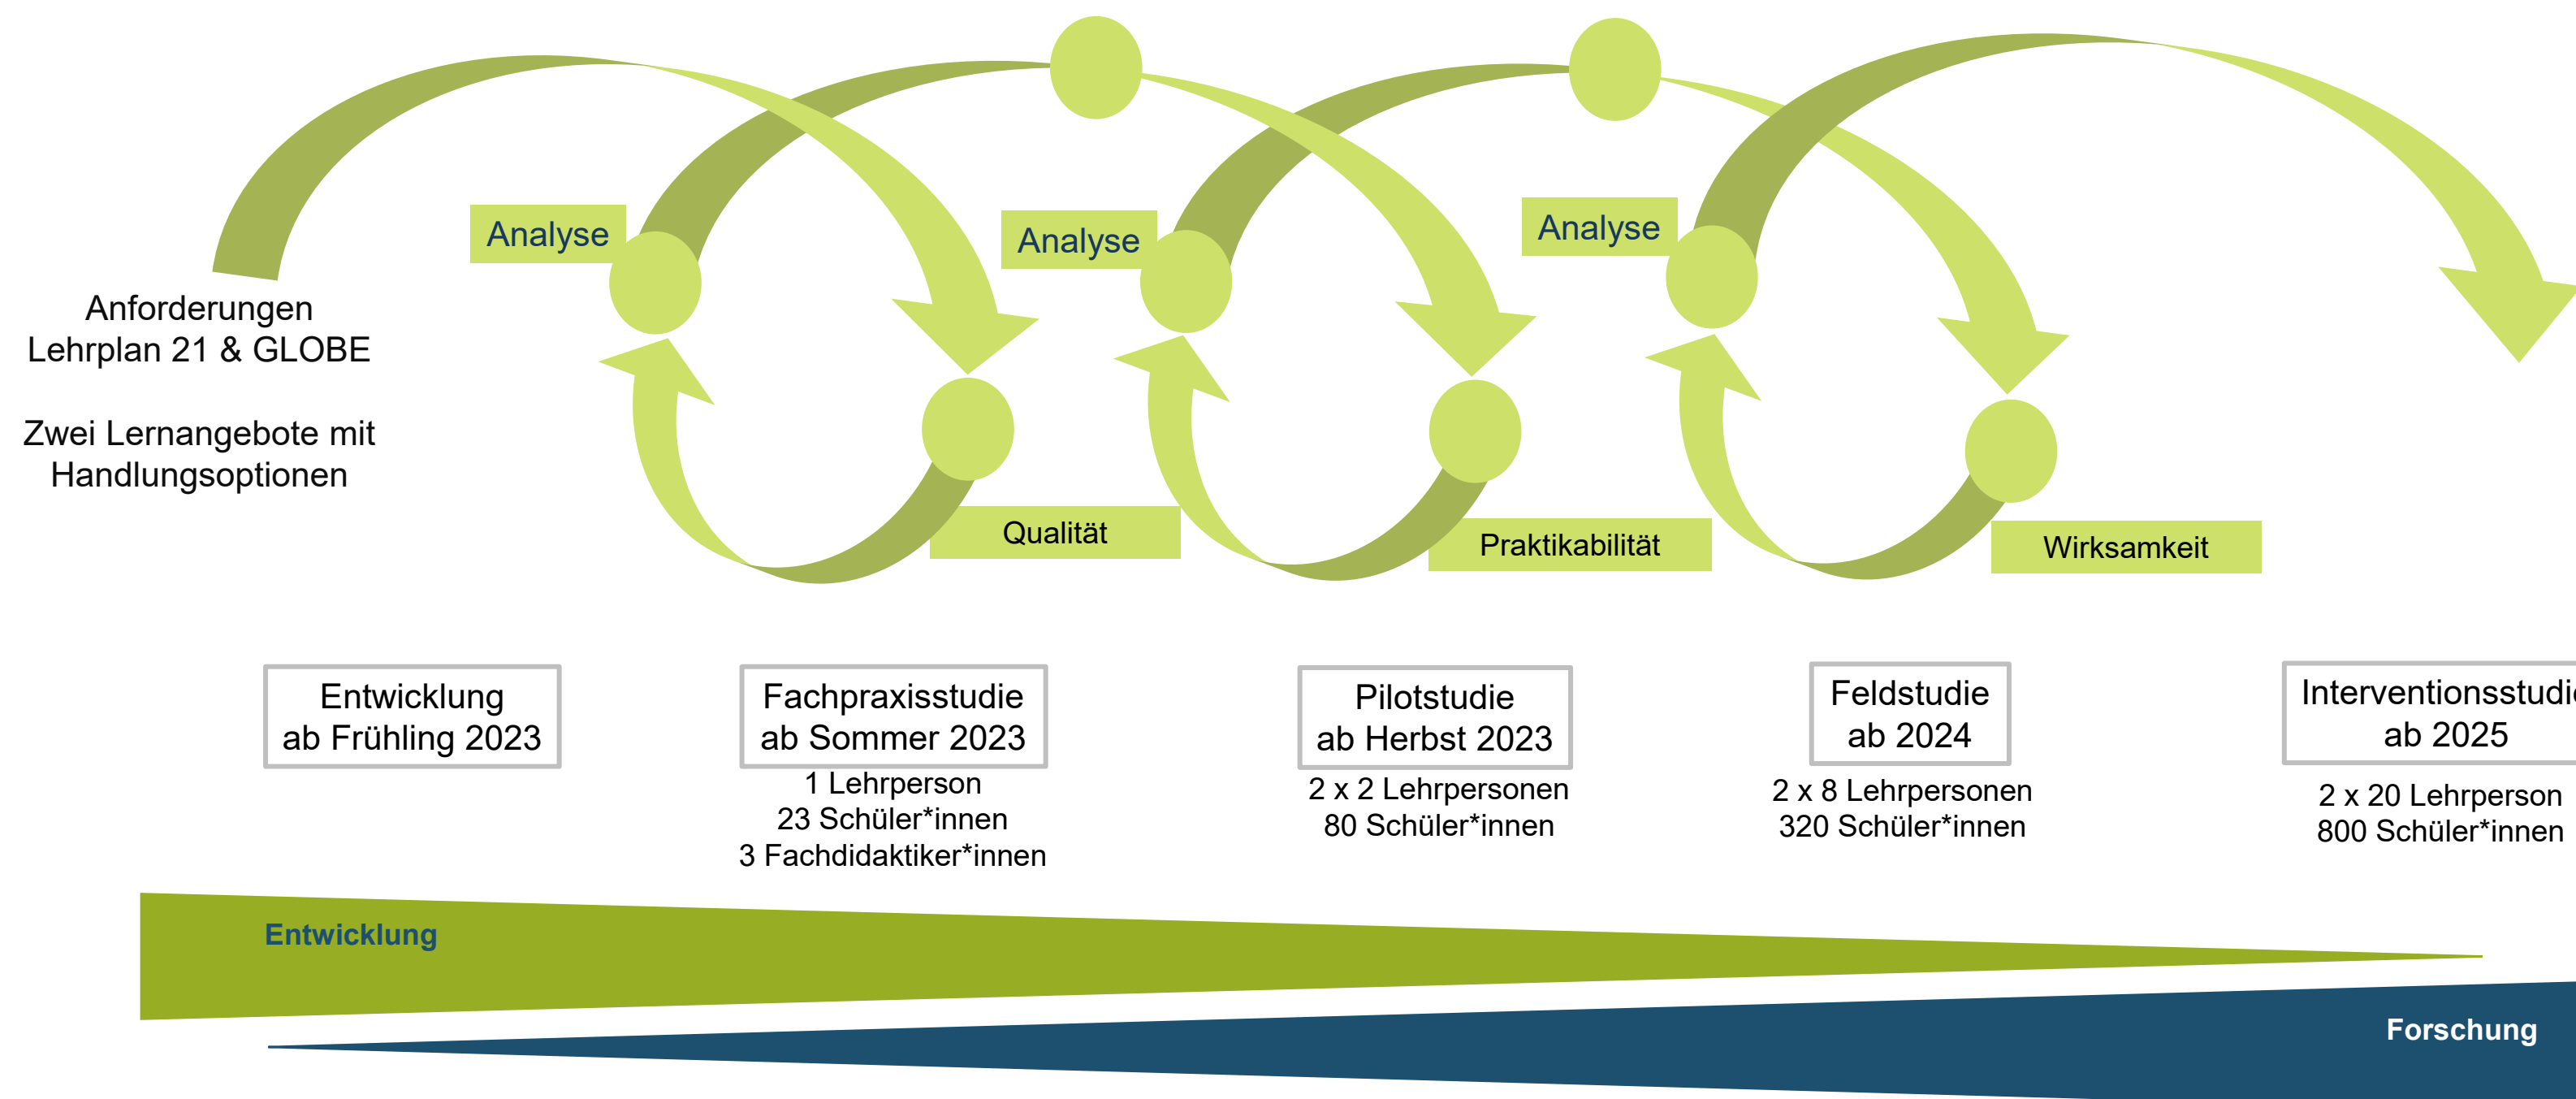 Analyse
Analyse
Analyse
Anforderungen
Lehrplan 21 & GLOBE
Zwei Lernangebote mit
Handlungsoptionen
Qualität
Praktikabilität
Wirksamkeit
Entwicklung
ab Frühling 2023
Fachpraxisstudie
ab Sommer 2023
1 Lehrperson
23 Schüler*innen
3 Fachdidaktiker*innen
Pilotstudie
ab Herbst 2023
2 x 2 Lehrpersonen
80 Schüler*innen
Feldstudie
ab 2024
2 x 8 Lehrpersonen
320 Schüler*innen
Interventionsstudie
ab 2025
2 x 20 Lehrperson
800 Schüler*innen
Entwicklung
Forschung